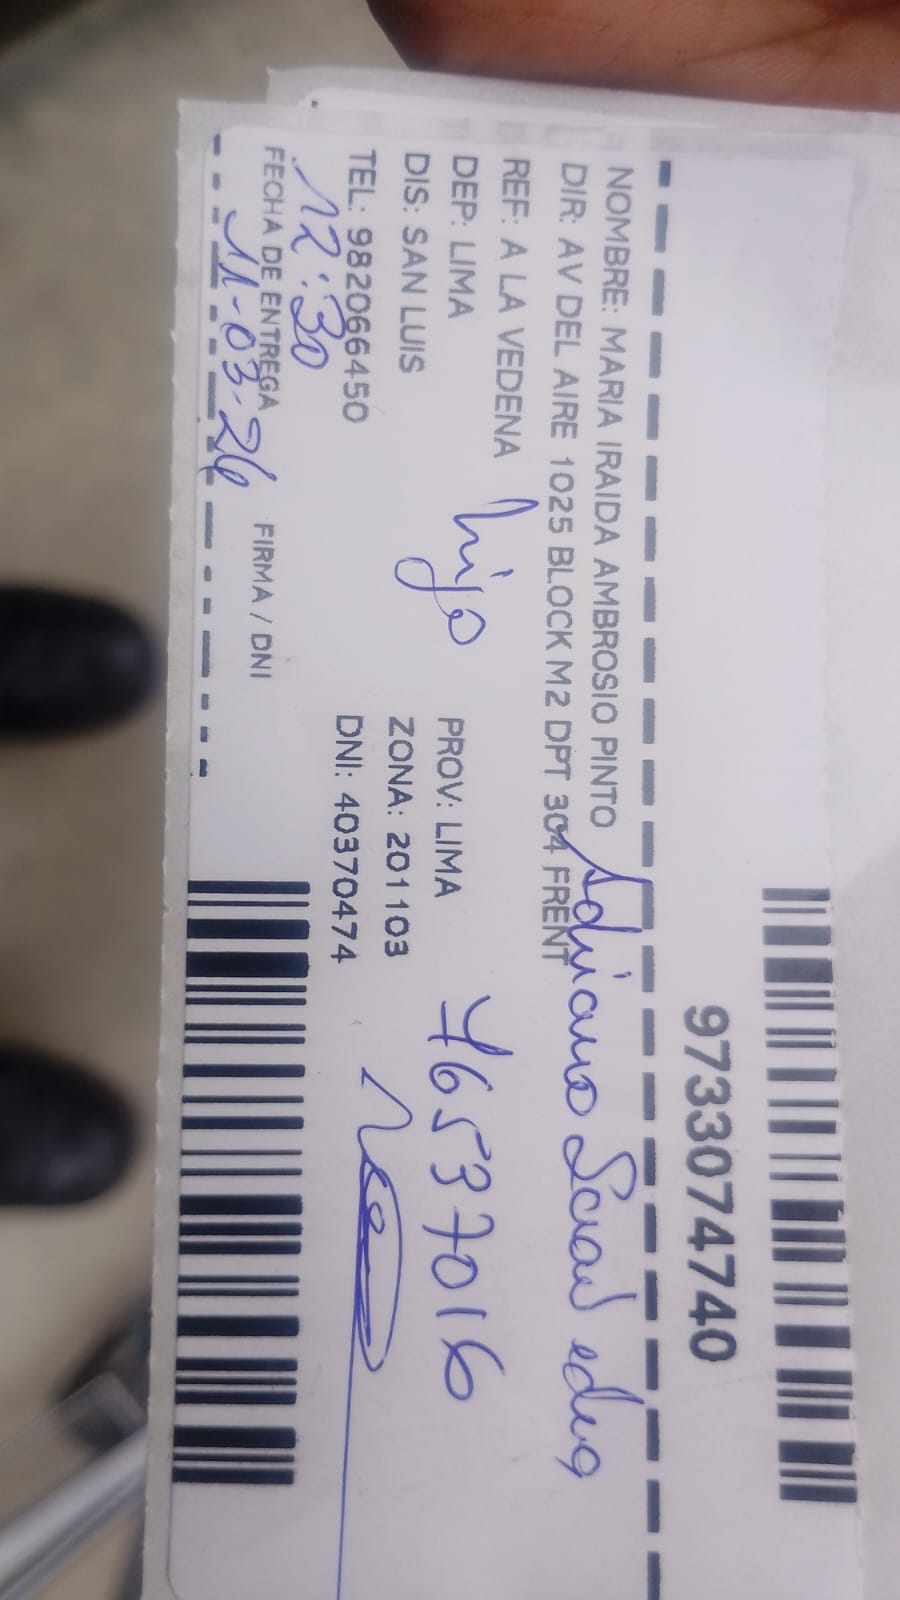 9733074740
NOMBRE: MARIA IRAIDA AMBROSIO PINTO
DIR: AV DEL AIRE 1025 BLOCK M2 DPT 304 FRENT
Adriano
REF: A LA VEDENA
hijo
DEP: LIMA PROV: LIMA
76537016
DIS: SAN LUIS ZONA: 201103
TEL: 982066450 DNI: 40370474
12:30
FECHA DE ENTREGA FIRMA / DNI
11-03-26